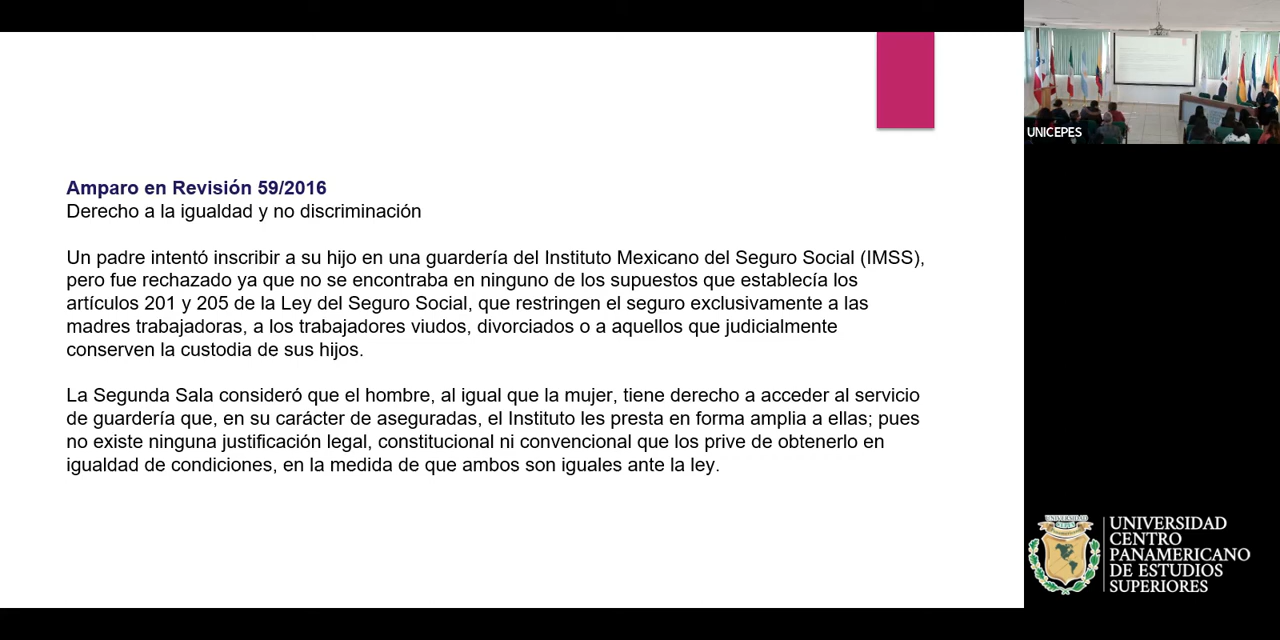 Amparo en Revisión 59/2016
Derecho a la igualdad y no discriminación
Un padre intentó inscribir a su hijo en una guardería del Instituto Mexicano del Seguro Social (IMSS),
pero fue rechazado ya que no se encontraba en ninguno de los supuestos que establecía los
artículos 201 y 205 de la Ley del Seguro Social, que restringen el seguro exclusivamente a las
madres trabajadoras, a los trabajadores viudos, divorciados o a aquellos que judicialmente
conserven la custodia de sus hijos.
La Segunda Sala consideró que el hombre, al igual que la mujer, tiene derecho a acceder al servicio
de guardería que, en su carácter de aseguradas, el Instituto les presta en forma amplia a ellas; pues
no existe ninguna justificación legal, constitucional ni convencional que los prive de obtenerlo en
igualdad de condiciones, en la medida de que ambos son iguales ante la ley.
UNICEPES
UNIVERSIDAD
CENTRO
PANAMERICANO
DE ESTUDIOS
SUPERIORES